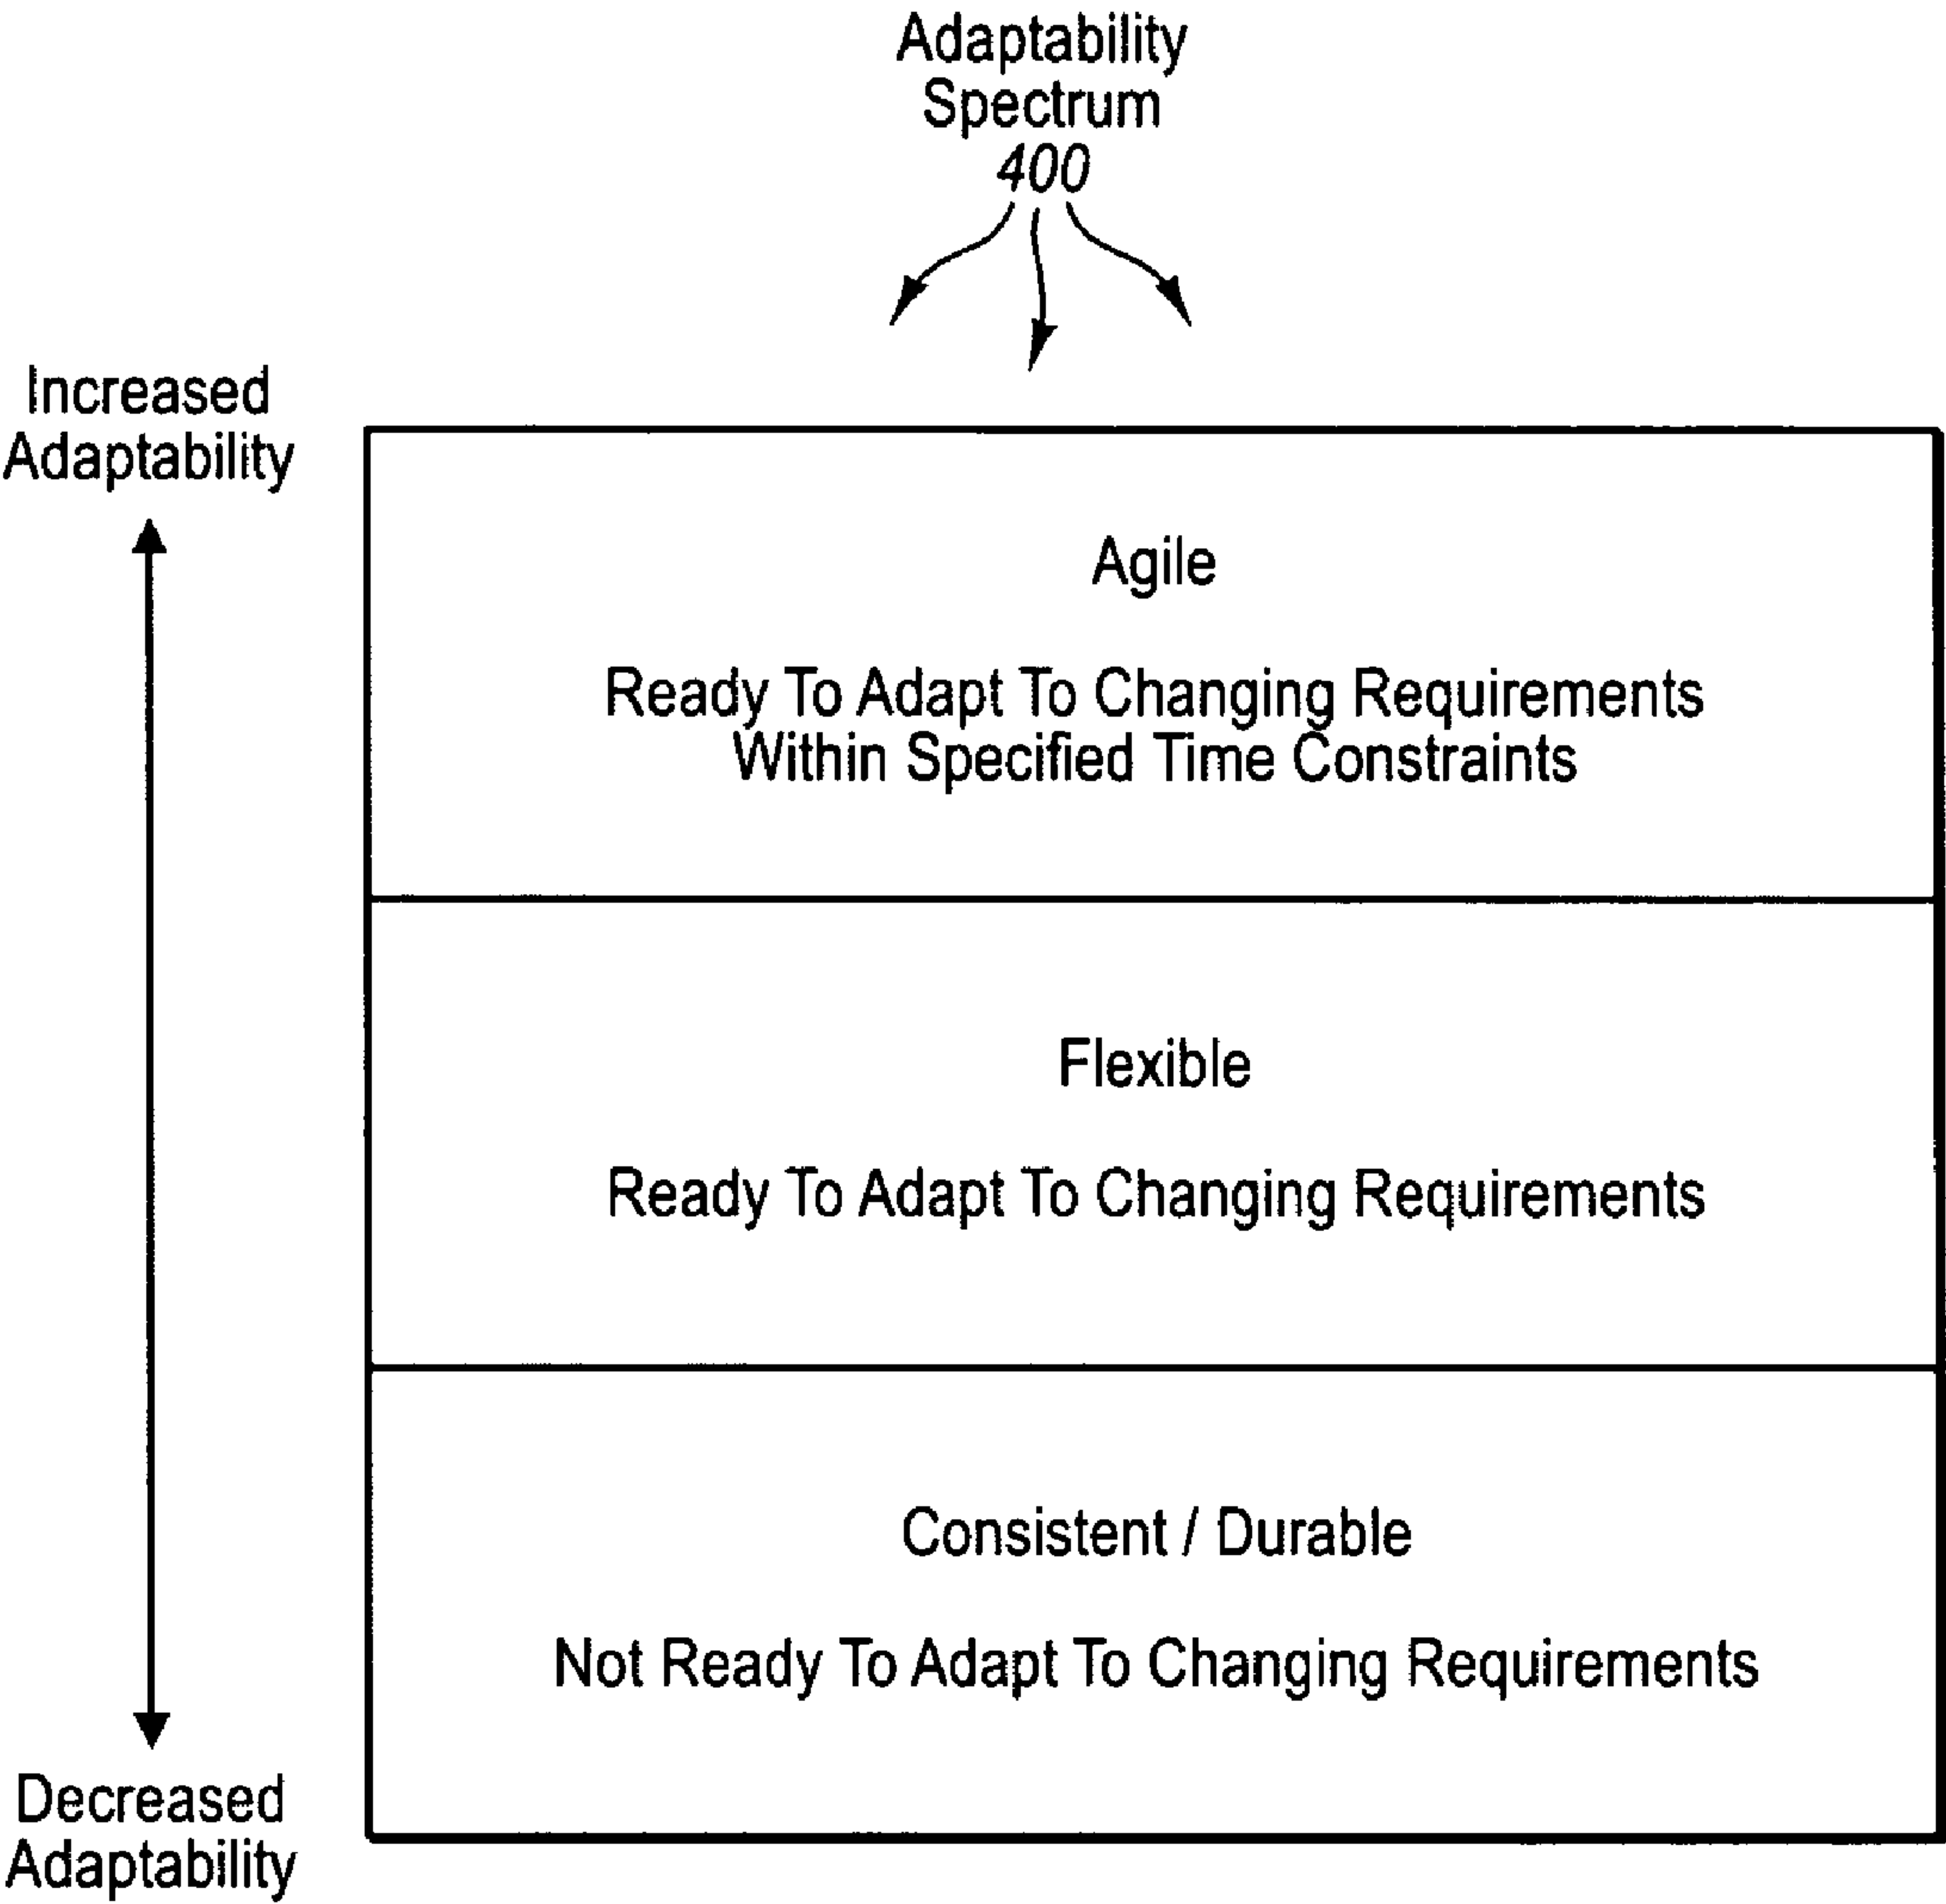 Adaptability
Spectrum
400
Increased
Adaptability
Agile
Ready To Adapt To Changing Requirements
Within Specified Time Constraints
Flexible
Ready To Adapt To Changing Requirements
Consistent / Durable
Not Ready To Adapt To Changing Requirements
Decreased
Adaptability